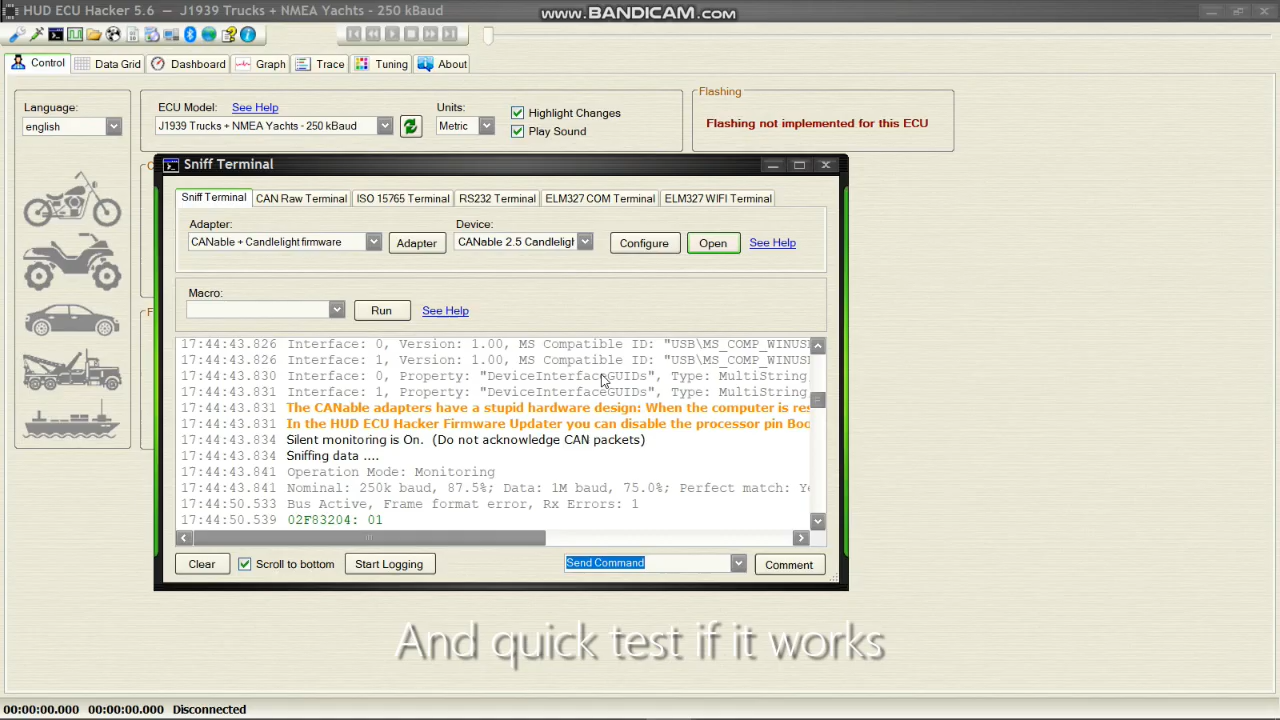 HUD ECU Hacker 5.6 — J1939 Trucks + NMEA Yachts - 250 kBaud
www.BANDICAM.com
Control
Data Grid
Dashboard
Graph
Trace
Tuning
About
Language:
english
ECU Model:
See Help
J1939 Trucks + NMEA Yachts - 250 kBaud
Units:
Metric
Highlight Changes
Play Sound
Flashing
Flashing not implemented for this ECU
Sniff Terminal
Sniff Terminal
CAN Raw Terminal
ISO 15765 Terminal
RS232 Terminal
ELM327 COM Terminal
ELM327 WIFI Terminal
Adapter:
CANable + Candlelight firmware
Adapter
Device:
CANable 2.5 Candleligh
Configure
Open
See Help
Macro:
Run
See Help
17:44:43.826 Interface: 0, Version: 1.00, MS Compatible ID: "USB\MS_COMP_WINUS
17:44:43.826 Interface: 1, Version: 1.00, MS Compatible ID: "USB\MS_COMP_WINUS
17:44:43.830 Interface: 0, Property: "DeviceInterfaceGUIDs", Type: MultiString
17:44:43.831 Interface: 1, Property: "DeviceInterfaceGUIDs", Type: MultiString
17:44:43.831 The CANable adapters have a stupid hardware design: When the computer is res
17:44:43.831 In the HUD ECU Hacker Firmware Updater you can disable the processor pin Boo
17:44:43.834 Silent monitoring is On. (Do not acknowledge CAN packets)
17:44:43.834 Sniffing data ....
17:44:43.841 Operation Mode: Monitoring
17:44:43.841 Nominal: 250k baud, 87.5%; Data: 1M baud, 75.0%; Perfect match: Ye
17:44:50.533 Bus Active, Frame format error, Rx Errors: 1
17:44:50.539 02F83204: 01
Clear
Scroll to bottom
Start Logging
Send Command
Comment
And quick test if it works
00:00:00.000 00:00:00.000 Disconnected